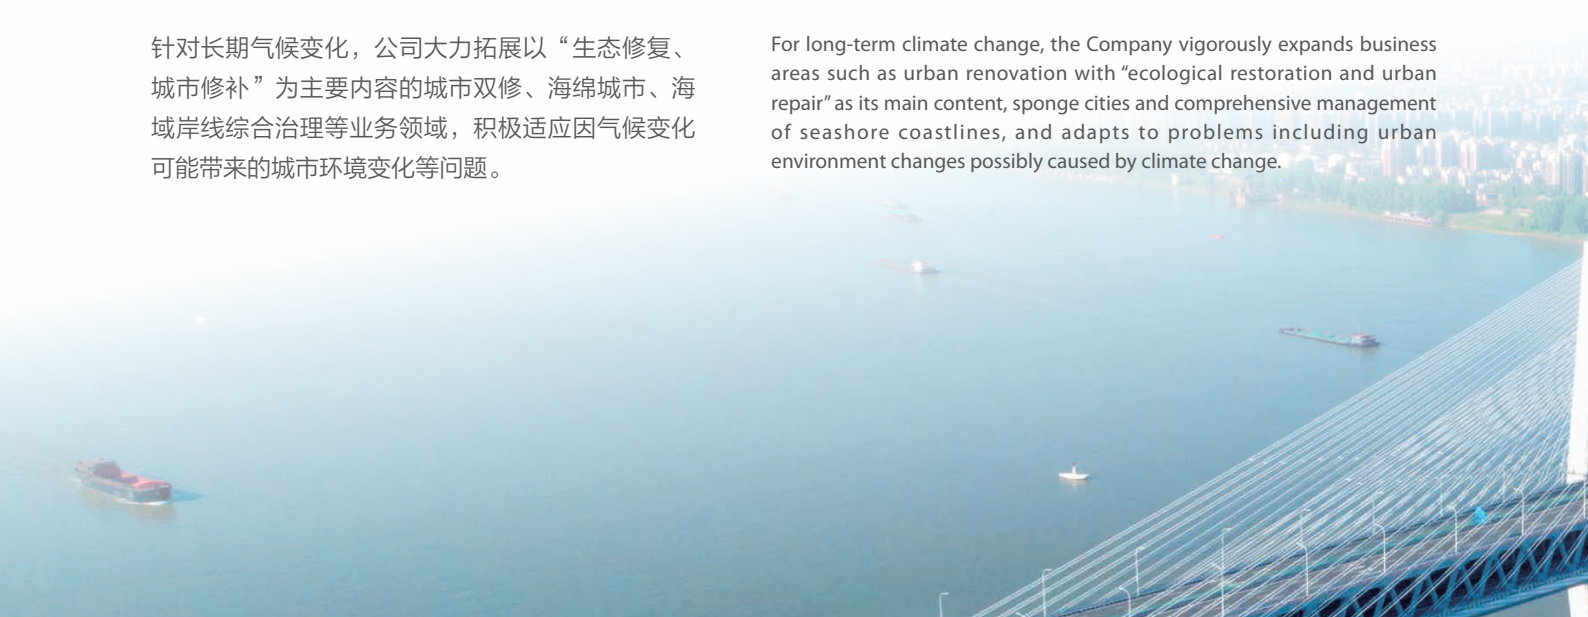 针对长期气候变化，公司大力拓展以“生态修复、
城市修补”为主要内容的城市双修、海绵城市、海
域岸线综合治理等业务领域，积极适应因气候变化
可能带来的城市环境变化等问题。
For long-term climate change, the Company vigorously expands business
areas such as urban renovation with “ecological restoration and urban
repair” as its main content, sponge cities and comprehensive management
of seashore coastlines, and adapts to problems including urban
environment changes possibly caused by climate change.